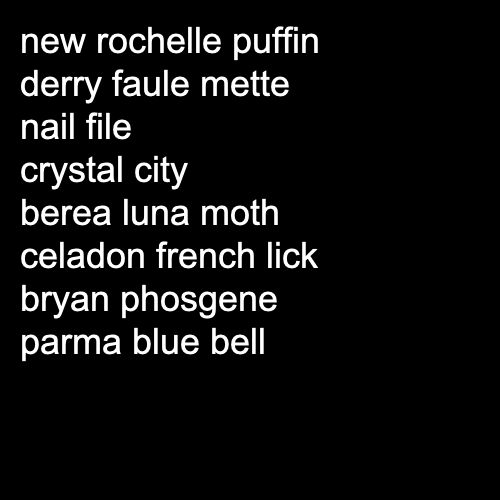 new rochelle puffin
derry faule mette
nail file
crystal city
berea luna moth
celadon french lick
bryan phosgene
parma blue bell